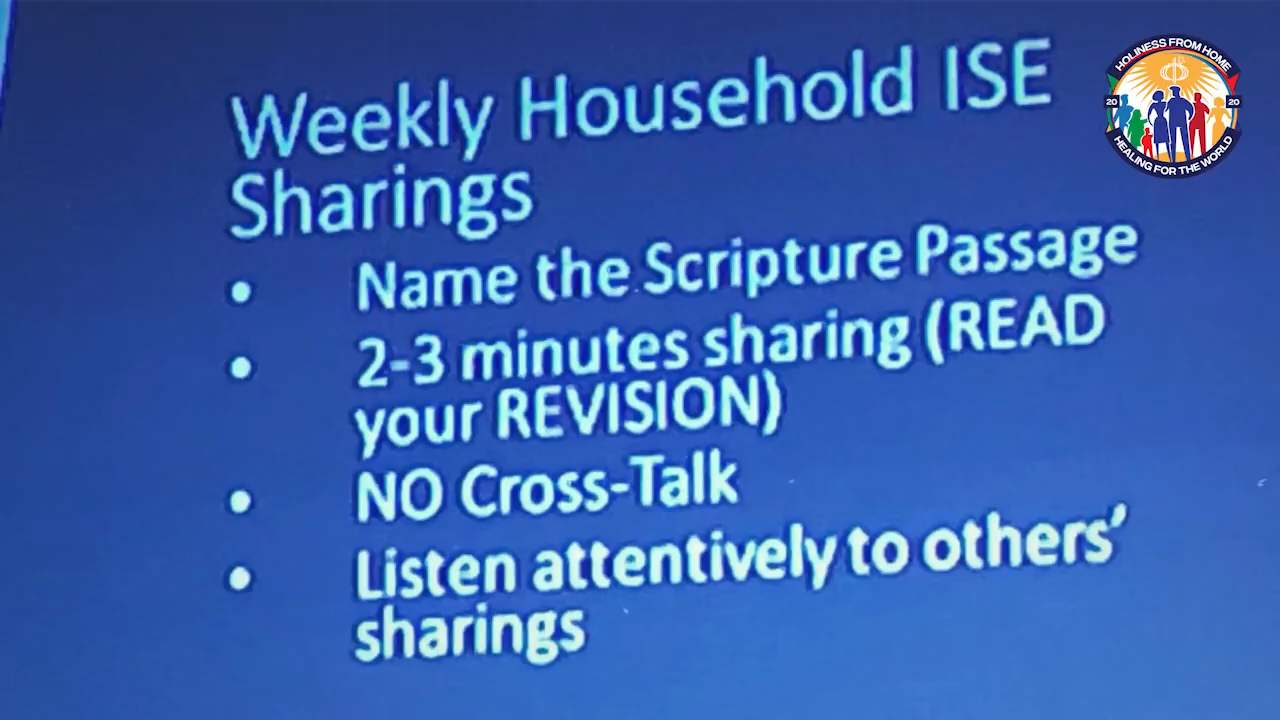 Weekly Household ISE
Sharings
• Name the Scripture Passage
• 2-3 minutes sharing (READ
your REVISION)
• NO Cross-Talk
• Listen attentively to others’
sharings
HOLINESS FROM HOME
20 20
HEALING FOR THE WORLD